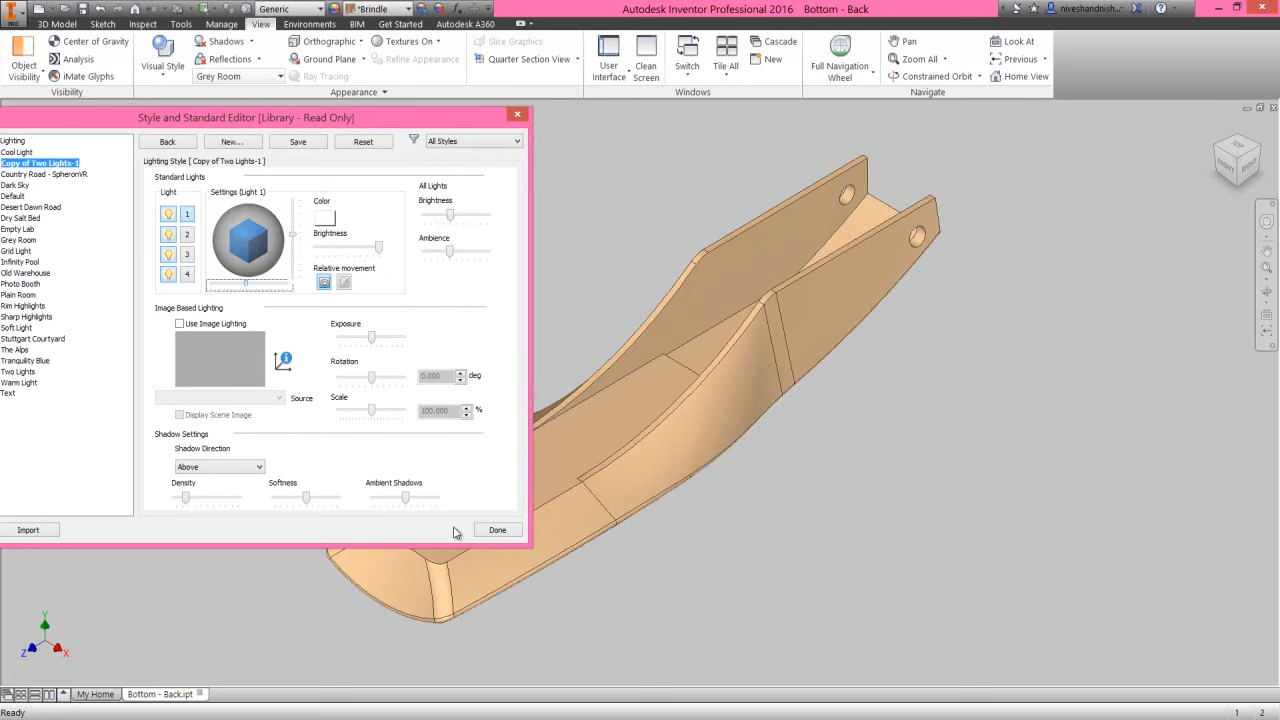 PRO
Generic
Brindle
Autodesk Inventor Professional 2016 Bottom - Back
niveshandnish...
3D Model Sketch Inspect Tools Manage View Environments BIM Get Started Autodesk A360
Object Visibility
Center of Gravity
Analysis
iMate Glyphs
Visibility
Visual Style
Shadows
Reflections
Grey Room
Orthographic
Ground Plane
Ray Tracing
Textures On
Refine Appearance
Appearance
Slice Graphics
Quarter Section View
User Interface
Clean Screen
Switch
Tile All
Cascade
New
Windows
Full Navigation Wheel
Pan
Zoom All
Constrained Orbit
Look At
Previous
Home View
Navigate
Style and Standard Editor [Library - Read Only]
Lighting
Cool Light
Copy of Two Lights-1
Country Road - SpheronVR
Dark Sky
Default
Desert Dawn Road
Dry Salt Bed
Empty Lab
Grey Room
Grid Light
Infinity Pool
Old Warehouse
Photo Booth
Plain Room
Rim Highlights
Sharp Highlights
Soft Light
Stuttgart Courtyard
The Alps
Tranquility Blue
Two Lights
Warm Light
Text
Import
Back New... Save Reset All Styles
Lighting Style [ Copy of Two Lights-1 ]
Standard Lights
Light
1
2
3
4
Settings (Light 1)
Color
Brightness
Relative movement
All Lights
Brightness
Ambience
Image Based Lighting
Use Image Lighting
Source
Display Scene Image
Exposure
Rotation
0.000 deg
Scale
100.000 %
Shadow Settings
Shadow Direction
Above
Density Softness Ambient Shadows
Done
TOP
FRONT
RIGHT
Y
Z
X
My Home Bottom - Back.ipt
Ready 1 2